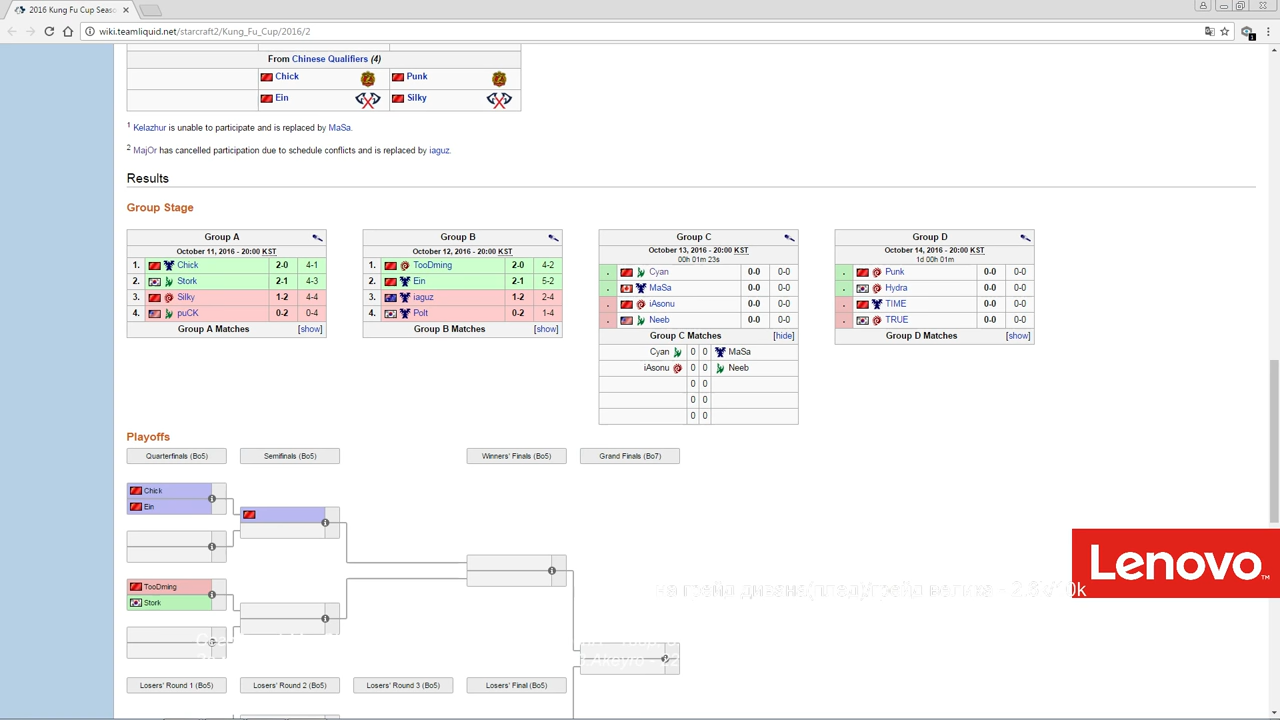 2016 Kung Fu Cup Seaso
wiki.teamliquid.net/starcraft2/Kung_Fu_Cup/2016/2
1
From Chinese Qualifiers (4)
Chick Punk
Ein Silky
1 Kelazhur is unable to participate and is replaced by MaSa.
2 MajOr has cancelled participation due to schedule conflicts and is replaced by iaguz.
Results
Group Stage
Group A
October 11, 2016 - 20:00 KST
1. Chick 2-0 4-1
2. Stork 2-1 4-3
3. Silky 1-2 4-4
4. puCK 0-2 0-4
Group A Matches [show]
Group B
October 12, 2016 - 20:00 KST
1. TooDming 2-0 4-2
2. Ein 2-1 5-2
3. iaguz 1-2 2-4
4. Polt 0-2 1-4
Group B Matches [show]
Group C
October 13, 2016 - 20:00 KST
00h 01m 23s
. Cyan 0-0 0-0
. MaSa 0-0 0-0
. iAsonu 0-0 0-0
. Neeb 0-0 0-0
Group C Matches [hide]
Cyan 0 0 MaSa
iAsonu 0 0 Neeb
0 0
0 0
0 0
Group D
October 14, 2016 - 20:00 KST
1d 00h 01m
. Punk 0-0 0-0
. Hydra 0-0 0-0
. TIME 0-0 0-0
. TRUE 0-0 0-0
Group D Matches [show]
Playoffs
Quarterfinals (Bo5) Semifinals (Bo5) Winners' Finals (Bo5) Grand Finals (Bo7)
Chick
Ein
TooDming
Stork
Lenovo™
Losers' Round 1 (Bo5) Losers' Round 2 (Bo5) Losers' Round 3 (Bo5) Losers' Final (Bo5)